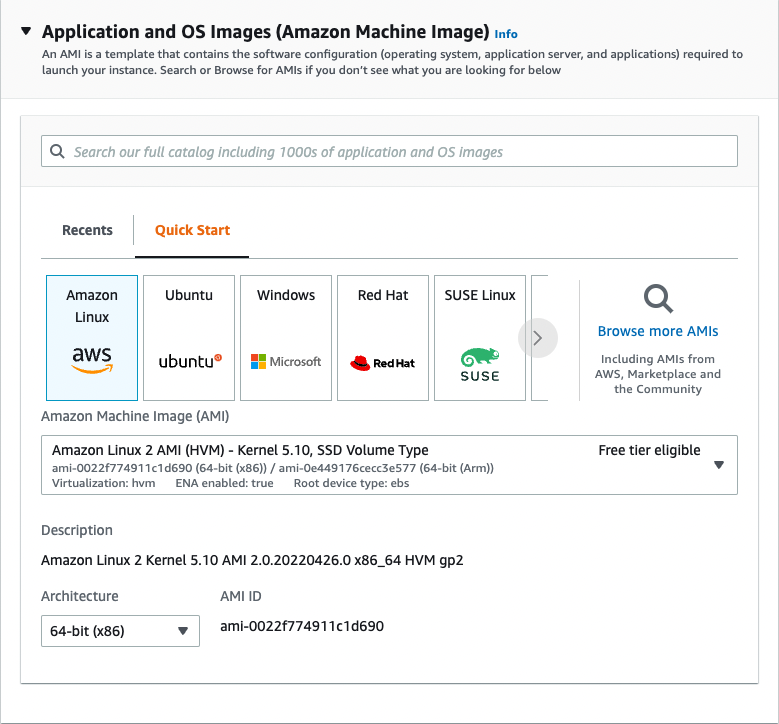 Application and OS Images (Amazon Machine Image) Info
An AMI is a template that contains the software configuration (operating system, application server, and applications) required to
launch your instance. Search or Browse for AMIs if you don’t see what you are looking for below
Search our full catalog including 1000s of application and OS images
Recents
Quick Start
Amazon
Linux
aws
Ubuntu
ubuntu
Windows
Microsoft
Red Hat
Red Hat
SUSE Linux
SUSE
Browse more AMIs
Including AMIs from
AWS, Marketplace and
the Community
Amazon Machine Image (AMI)
Amazon Linux 2 AMI (HVM) - Kernel 5.10, SSD Volume Type
Free tier eligible
ami-0022f774911c1d690 (64-bit (x86)) / ami-0e449176cecc3e577 (64-bit (Arm))
Virtualization: hvm ENA enabled: true Root device type: ebs
Description
Amazon Linux 2 Kernel 5.10 AMI 2.0.20220426.0 x86_64 HVM gp2
Architecture
AMI ID
64-bit (x86)
ami-0022f774911c1d690